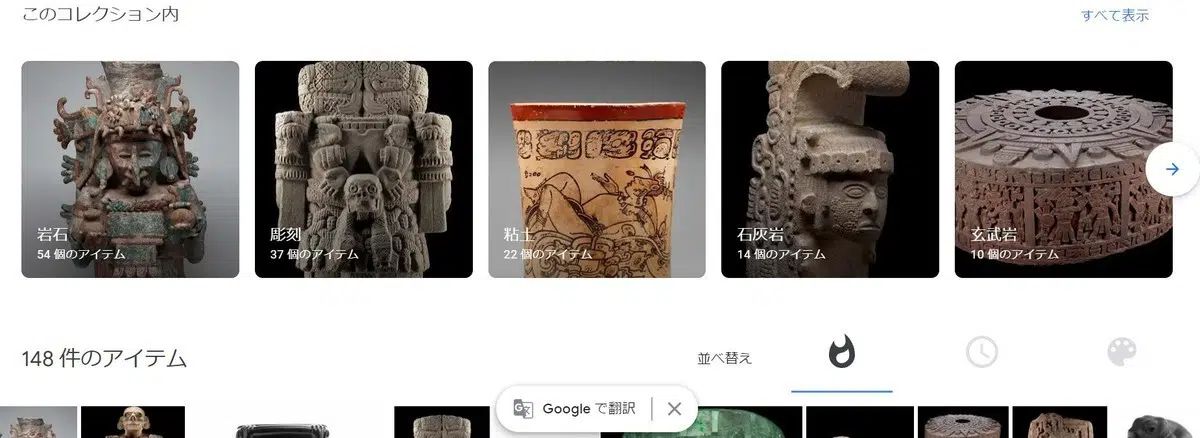 このコレクション内
すべて表示
岩石
54 個のアイテム
彫刻
37 個のアイテム
粘土
22 個のアイテム
石灰岩
14 個のアイテム
玄武岩
10 個のアイテム
148 件のアイテム
並べ替え
Google で翻訳